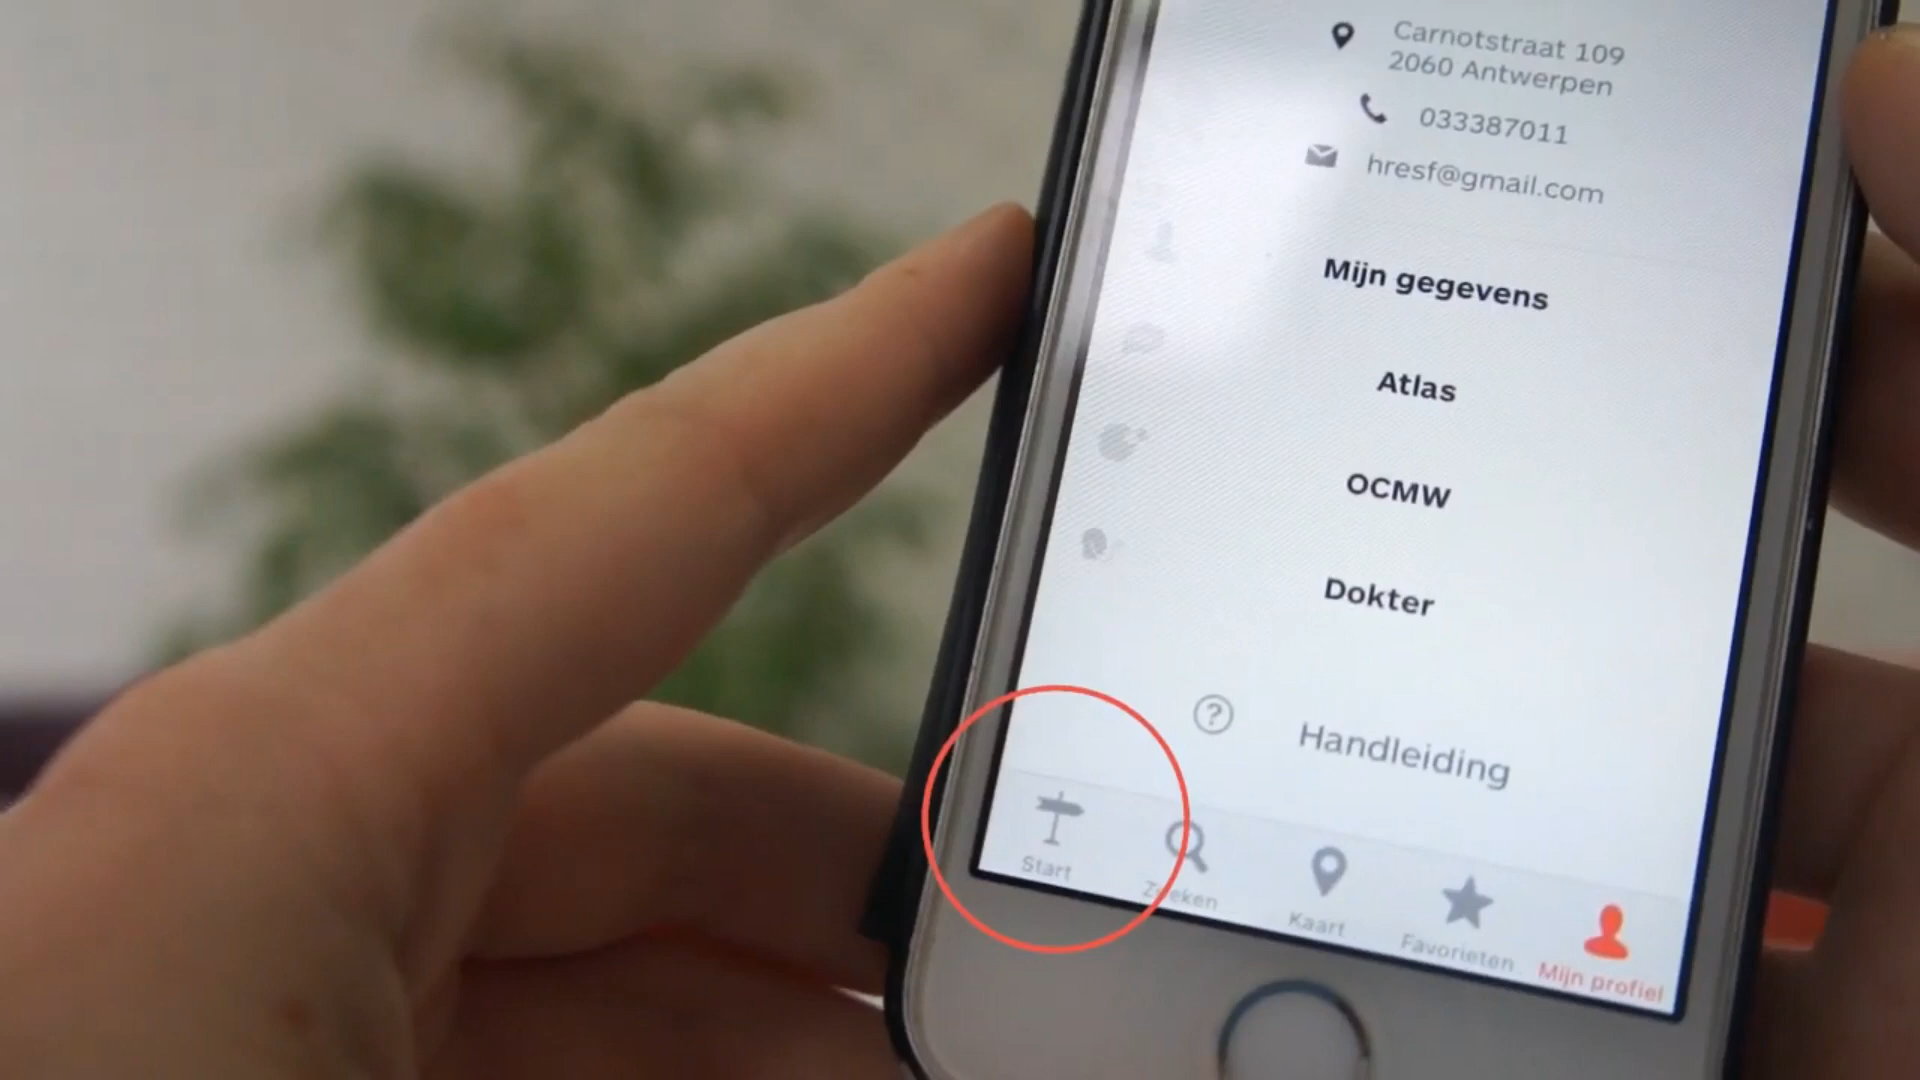 Carnotstraat 109
2060 Antwerpen
033387011
hresf@gmail.com
Mijn gegevens
Atlas
OCMW
Dokter
? Handleiding
Start
Zoeken
Kaart
Favorieten
Mijn profiel